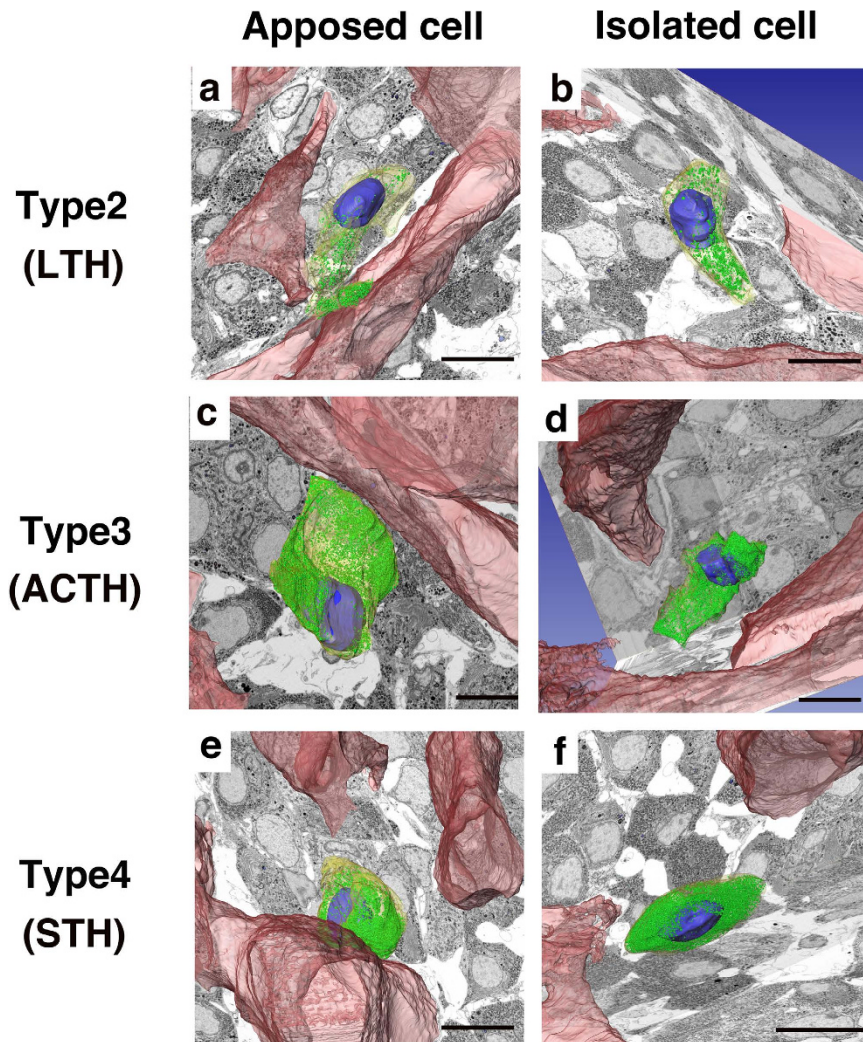 Apposed cell Isolated cell
a b
Type2
(LTH)
c d
Type3
(ACTH)
e f
Type4
(STH)